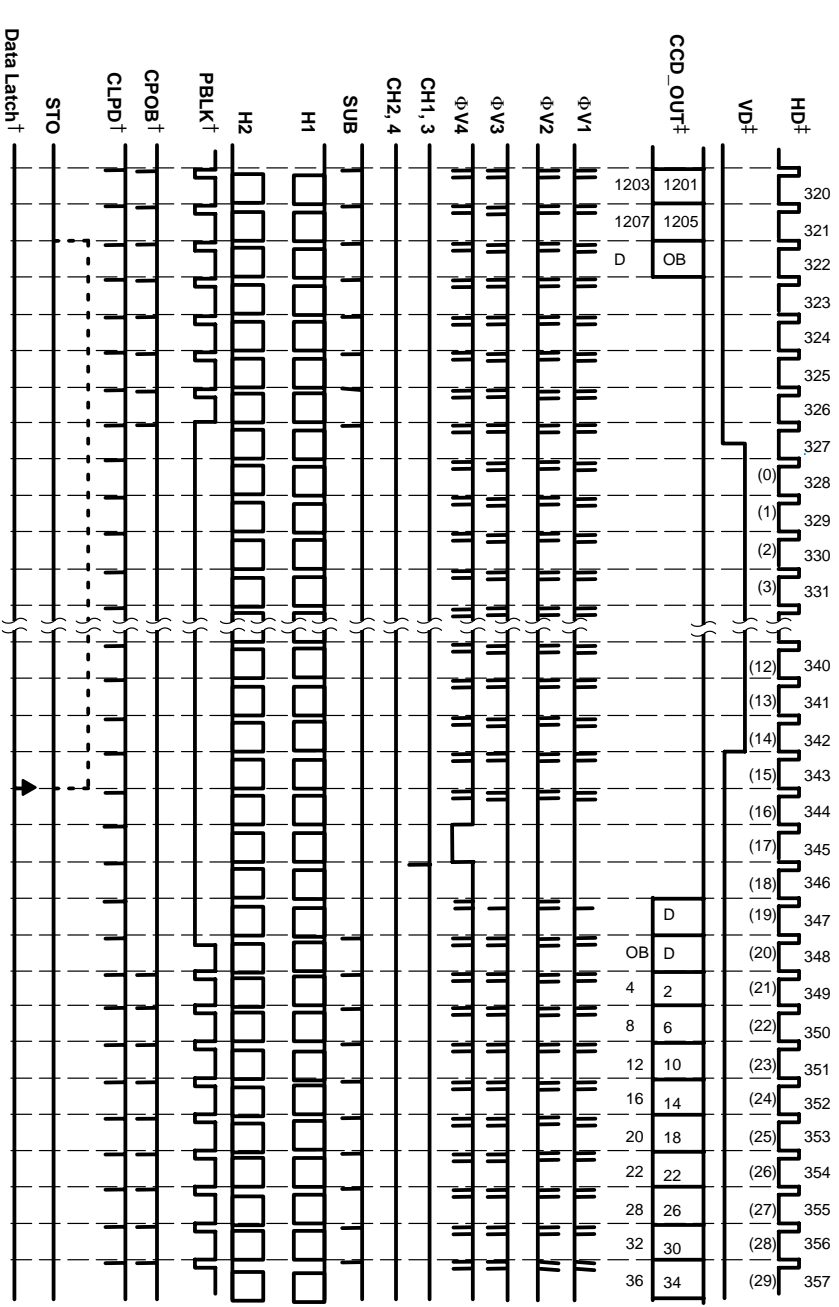 HD‡
VD‡
CCD_OUT‡
ΦV1
ΦV2
ΦV3
ΦV4
CH1, 3
CH2, 4
SUB
H1
H2
PBLK†
CPOB†
CLPD†
STO
Data Latch†
1203 1201 320
1207 1205 321
D OB 322
323
324
325
326
327
(0) 328
(1) 329
(2) 330
(3) 331
(12) 340
(13) 341
(14) 342
(15) 343
(16) 344
(17) 345
(18) 346
D (19) 347
OB D (20) 348
4 2 (21) 349
8 6 (22) 350
12 10 (23) 351
16 14 (24) 352
20 18 (25) 353
22 22 (26) 354
28 26 (27) 355
32 30 (28) 356
36 34 (29) 357